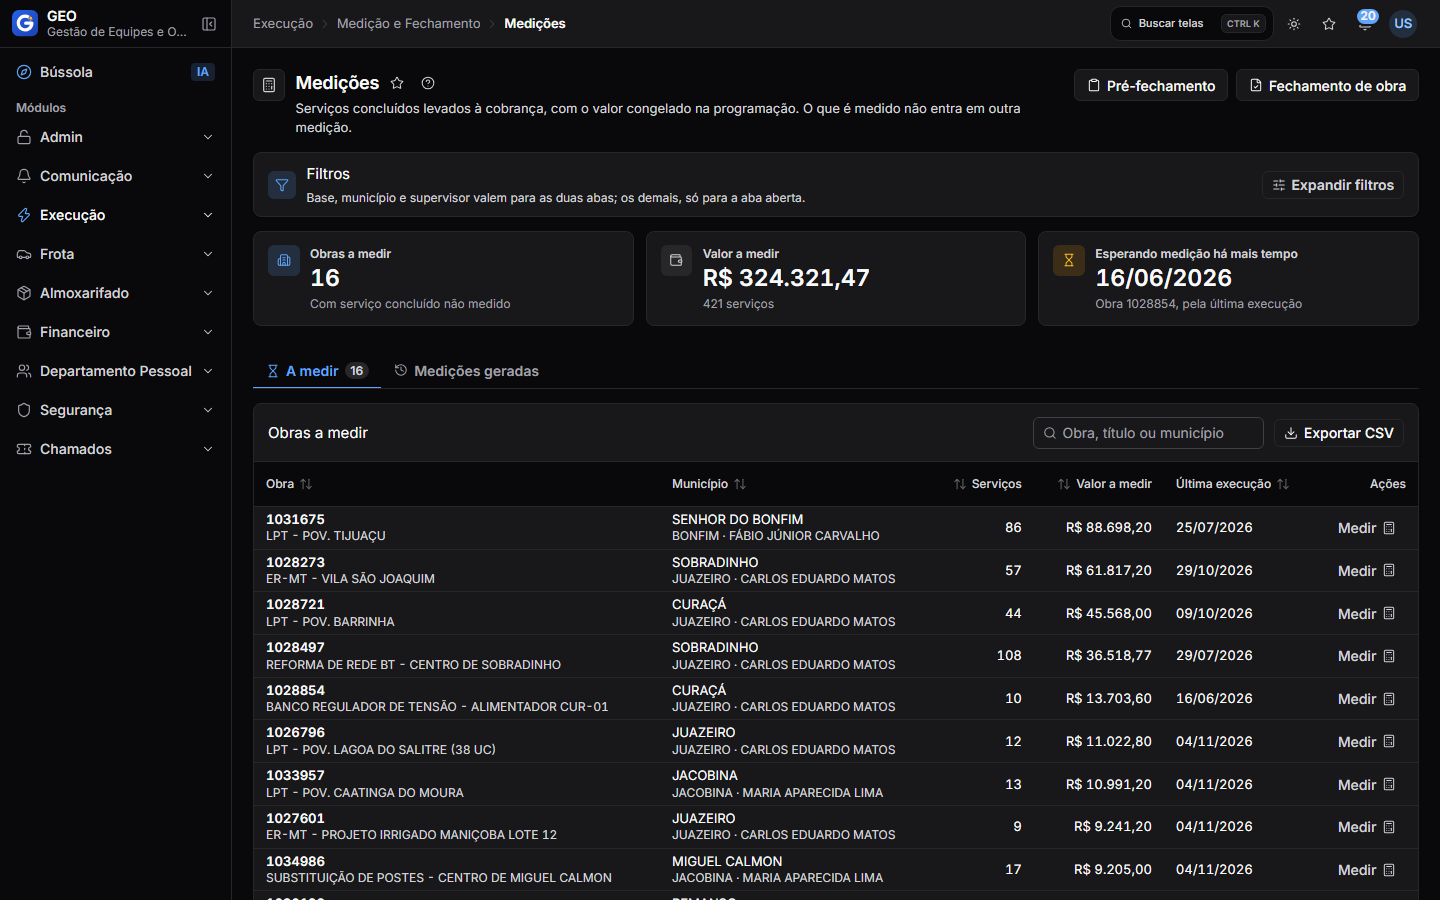 GEO
Gestão de Equipes e O...
Execução
Medição e Fechamento
Medições
Buscar telas
CTRL K
20
US
Bússola
IA
Módulos
Admin
Comunicação
Execução
Frota
Almoxarifado
Financeiro
Departamento Pessoal
Segurança
Chamados
Medições
Serviços concluídos levados à cobrança, com o valor congelado na programação. O que é medido não entra em outra
medição.
Pré-fechamento
Fechamento de obra
Filtros
Base, município e supervisor valem para as duas abas; os demais, só para a aba aberta.
Expandir filtros
Obras a medir
16
Com serviço concluído não medido
Valor a medir
R$ 324.321,47
421 serviços
Esperando medição há mais tempo
16/06/2026
Obra 1028854, pela última execução
A medir 16
Medições geradas
Obras a medir
Obra, título ou município
Exportar CSV
Obra Município Serviços Valor a medir Última execução Ações
1031675 SENHOR DO BONFIM
LPT - POV. TIJUAÇU BONFIM · FÁBIO JÚNIOR CARVALHO
86 R$ 88.698,20 25/07/2026 Medir
1028273 SOBRADINHO
ER-MT - VILA SÃO JOAQUIM JUAZEIRO · CARLOS EDUARDO MATOS
57 R$ 61.817,20 29/10/2026 Medir
1028721 CURAÇÁ
LPT - POV. BARRINHA JUAZEIRO · CARLOS EDUARDO MATOS
44 R$ 45.568,00 09/10/2026 Medir
1028497 SOBRADINHO
REFORMA DE REDE BT - CENTRO DE SOBRADINHO JUAZEIRO · CARLOS EDUARDO MATOS
108 R$ 36.518,77 29/07/2026 Medir
1028854 CURAÇÁ
BANCO REGULADOR DE TENSÃO - ALIMENTADOR CUR-01 JUAZEIRO · CARLOS EDUARDO MATOS
10 R$ 13.703,60 16/06/2026 Medir
1026796 JUAZEIRO
LPT - POV. LAGOA DO SALITRE (38 UC) JUAZEIRO · CARLOS EDUARDO MATOS
12 R$ 11.022,80 04/11/2026 Medir
1033957 JACOBINA
LPT - POV. CAATINGA DO MOURA JACOBINA · MARIA APARECIDA LIMA
13 R$ 10.991,20 04/11/2026 Medir
1027601 JUAZEIRO
ER-MT - PROJETO IRRIGADO MANIÇOBA LOTE 12 JUAZEIRO · CARLOS EDUARDO MATOS
9 R$ 9.241,20 04/11/2026 Medir
1034986 MIGUEL CALMON
SUBSTITUIÇÃO DE POSTES - CENTRO DE MIGUEL CALMON JACOBINA · MARIA APARECIDA LIMA
17 R$ 9.205,00 04/11/2026 Medir